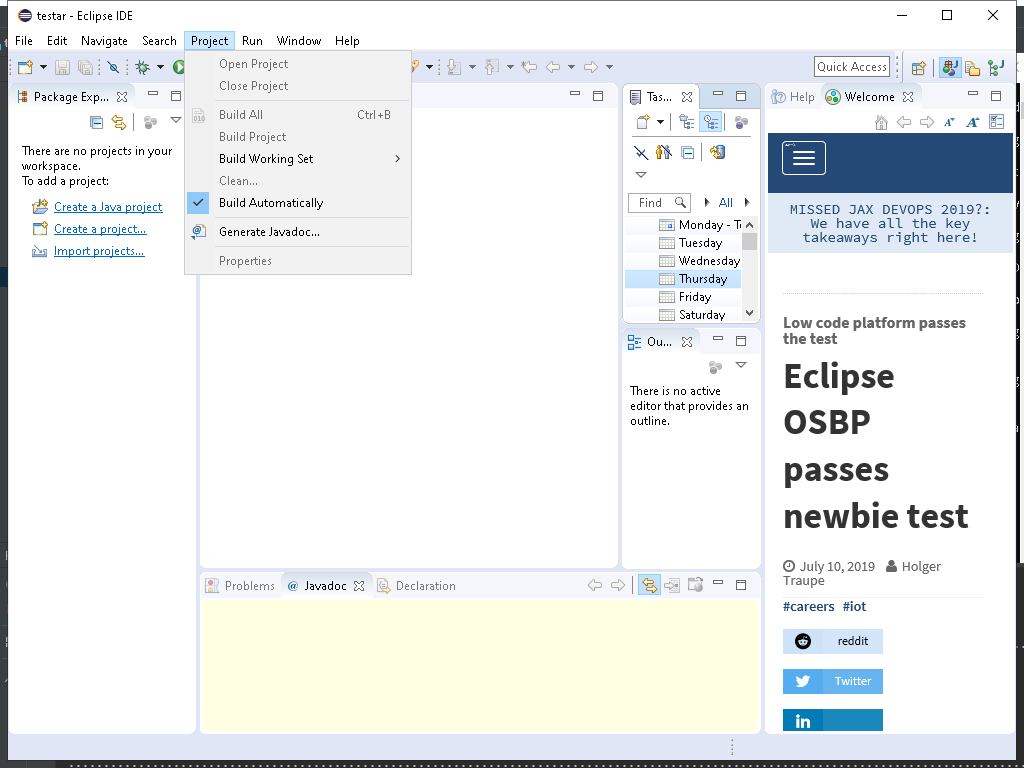 testar - Eclipse IDE
File Edit Navigate Search Project Run Window Help
Quick Access
Open Project
Close Project
Build All Ctrl+B
Build Project
Build Working Set
Clean...
Build Automatically
Generate Javadoc...
Properties
Package Exp...
There are no projects in your
workspace.
To add a project:
Create a Java project
Create a project...
Import projects...
Tas...
Find All
Monday - T
Tuesday
Wednesday
Thursday
Friday
Saturday
Ou...
There is no active
editor that provides an
outline.
Problems @ Javadoc Declaration
Help Welcome
MISSED JAX DEVOPS 2019?:
We have all the key
takeaways right here!
Low code platform passes
the test
Eclipse
OSBP
passes
newbie test
July 10, 2019 Holger
Traupe
#careers #iot
reddit
Twitter
in